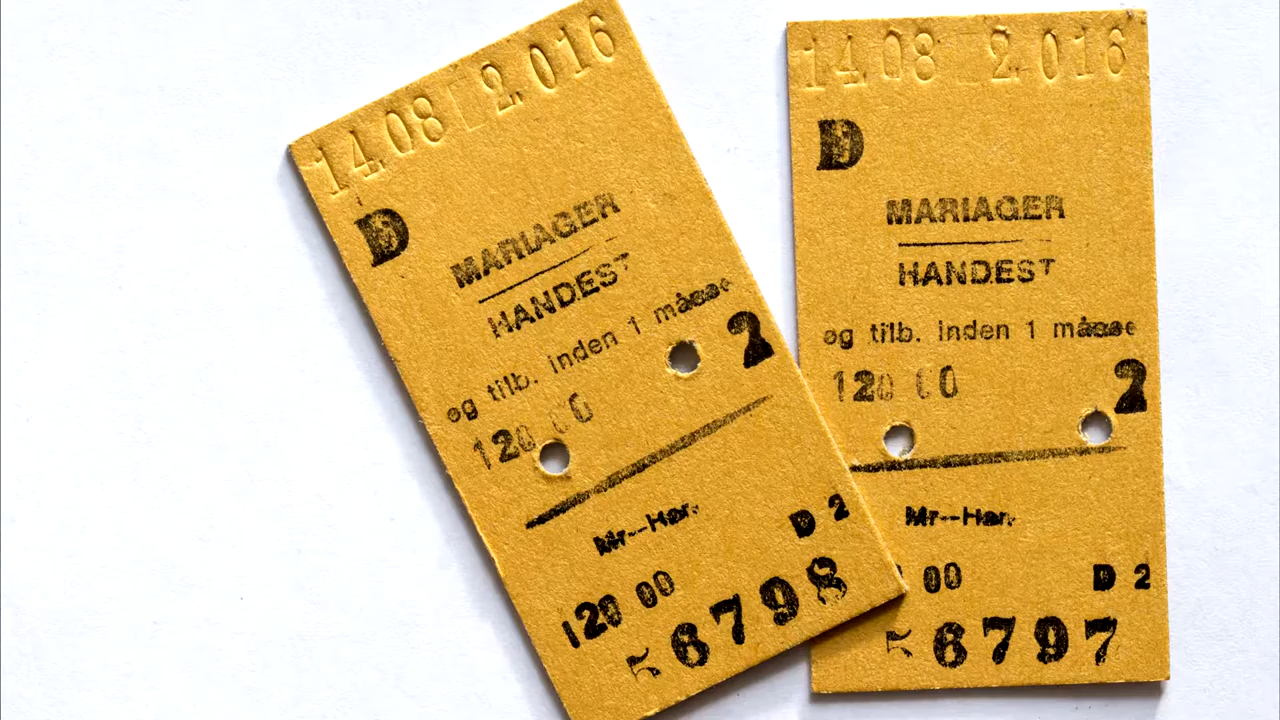 14.08 2.016
D
MARIAGER
HANDEST
og tilb. inden 1 måned
2
120 00
Mr--Har.
D 2
120 00
56798
14.08 2.016
D
MARIAGER
HANDEST
og tilb. inden 1 måned
120 00
2
Mr--Har.
00 D 2
56797